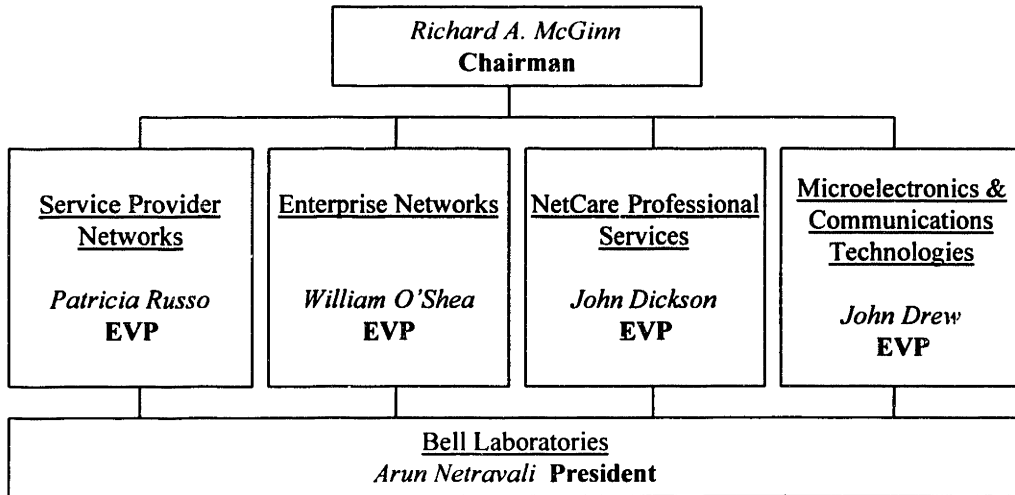 Richard A. McGinn
Chairman
Service Provider
Networks
Patricia Russo
EVP
Enterprise Networks
William O'Shea
EVP
NetCare Professional
Services
John Dickson
EVP
Microelectronics &
Communications
Technologies
John Drew
EVP
Bell Laboratories
Arun Netravali President